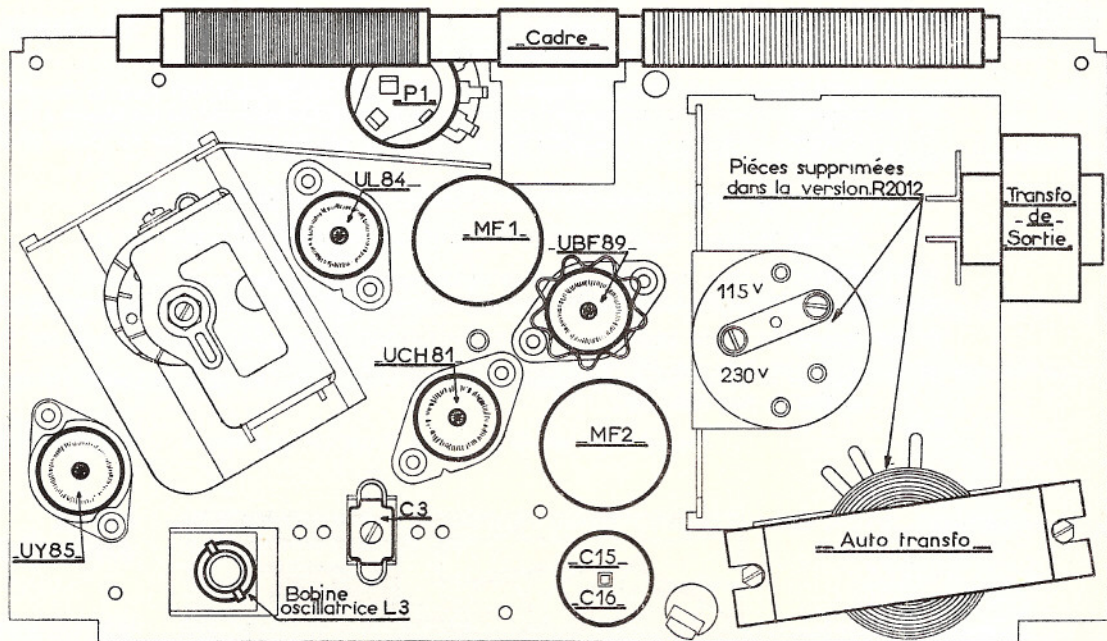 Cadre
P1
UL84
Piéces supprimées
dans la version.R2012
Transfo
de
Sortie
MF1
UBF89
115 v
230 v
UCH81
MF2
C3
UY85
Auto transfo
C15
C16
Bobine
oscillatrice L3